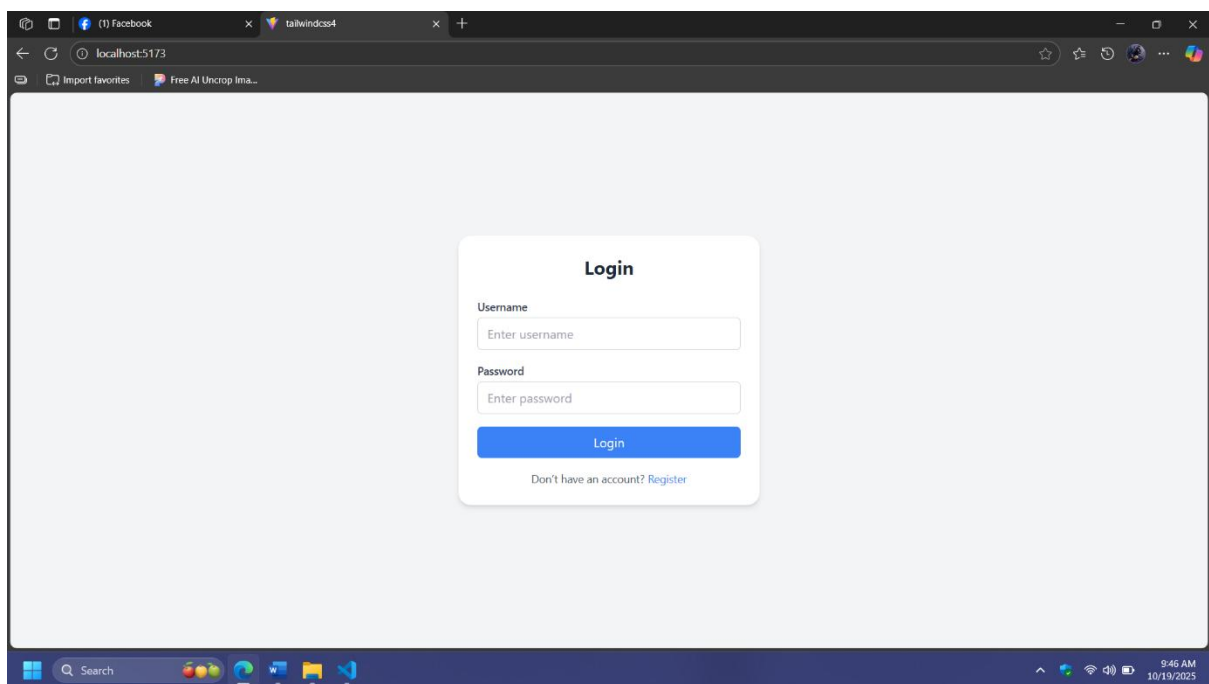 (1) Facebook
tailwindcss4
localhost:5173
Import favorites
Free AI Uncrop Ima...
Login
Username
Enter username
Password
Enter password
Login
Don't have an account? Register
Search
9:46 AM
10/19/2025